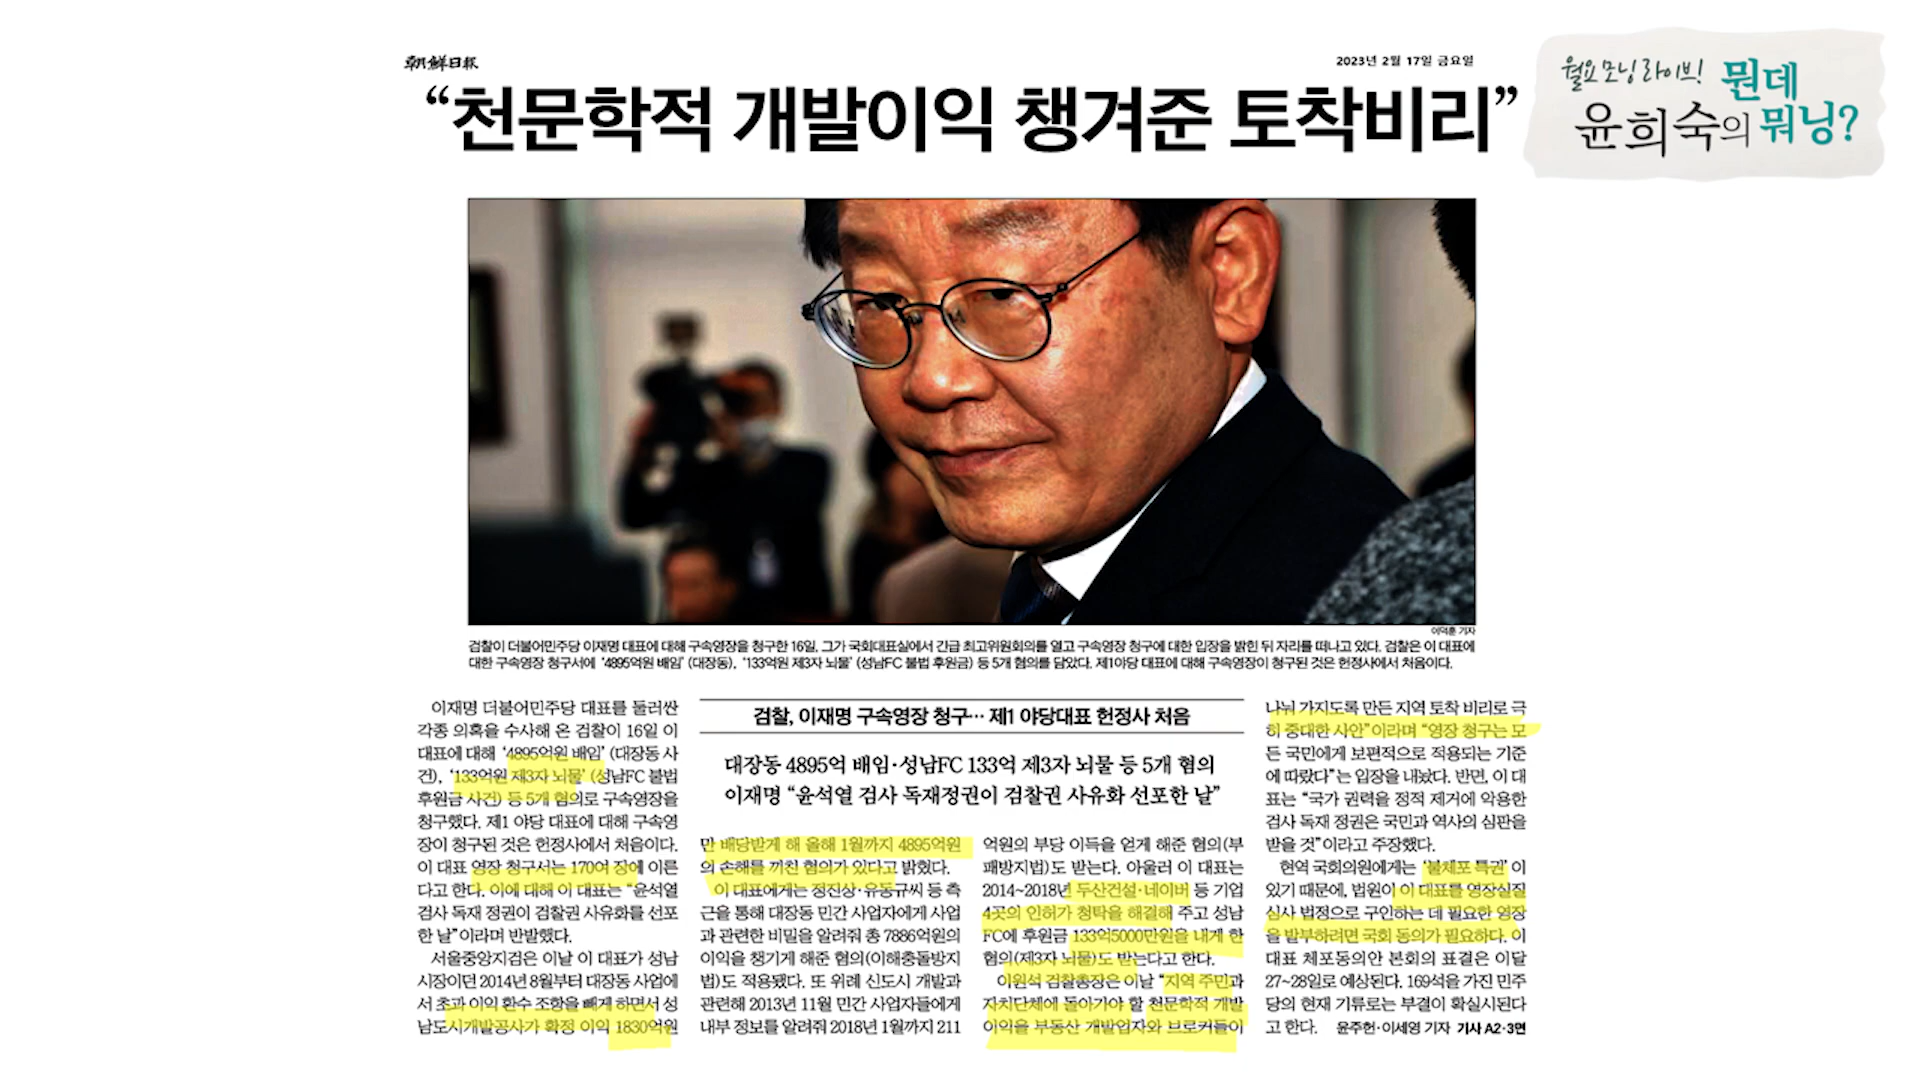 朝鮮日報
2023년 2월 17일 금요일
“천문학적 개발이익 챙겨준 토착비리”
월요 모닝 라이브!
뭔데
윤희숙의 뭐닝?
이덕훈 기자
검찰이 더불어민주당 이재명 대표에 대해 구속영장을 청구한 16일, 그가 국회대표실에서 긴급 최고위원회의를 열고 구속영장 청구에 대한 입장을 밝힌 뒤 자리를 떠나고 있다. 검찰은 이 대표에
대한 구속영장 청구서에 ‘4895억원 배임’ (대장동), ‘133억원 제3자 뇌물’ (성남FC 불법 후원금) 등 5개 혐의를 담았다. 제1야당 대표에 대해 구속영장이 청구된 것은 헌정사에서 처음이다.
검찰, 이재명 구속영장 청구… 제1 야당대표 헌정사 처음
대장동 4895억 배임·성남FC 133억 제3자 뇌물 등 5개 혐의
이재명 “윤석열 검사 독재정권이 검찰권 사유화 선포한 날”
이재명 더불어민주당 대표를 둘러싼
각종 의혹을 수사해 온 검찰이 16일 이
대표에 대해 ‘4895억원 배임’ (대장동 사
건), ‘133억원 제3자 뇌물’ (성남FC 불법
후원금 사건) 등 5개 혐의로 구속영장을
청구했다. 제1 야당 대표에 대해 구속영
장이 청구된 것은 헌정사에서 처음이다.
이 대표 영장 청구서는 170여 장에 이른
다고 한다. 이에 대해 이 대표는 “윤석열
검사 독재 정권이 검찰권 사유화를 선포
한 날”이라며 반발했다.
서울중앙지검은 이날 이 대표가 성남
시장이던 2014년 8월부터 대장동 사업에
서 초과 이익 환수 조항을 빼게 하면서 성
남도시개발공사가 확정 이익 1830억원
만 배당받게 해 올해 1월까지 4895억원
의 손해를 끼친 혐의가 있다고 밝혔다.
이 대표에게는 정진상·유동규씨 등 측
근을 통해 대장동 민간 사업자에게 사업
과 관련한 비밀을 알려줘 총 7886억원의
이익을 챙기게 해준 혐의(이해충돌방지
법)도 적용됐다. 또 위례 신도시 개발과
관련해 2013년 11월 민간 사업자들에게
내부 정보를 알려줘 2018년 1월까지 211
억원의 부당 이득을 얻게 해준 혐의(부
패방지법)도 받는다. 아울러 이 대표는
2014~2018년 두산건설·네이버 등 기업
4곳의 인허가 청탁을 해결해 주고 성남
FC에 후원금 133억5000만원을 내게 한
혐의(제3자 뇌물)도 받는다고 한다.
이원석 검찰총장은 이날 “지역 주민과
자치단체에 돌아가야 할 천문학적 개발
이익을 부동산 개발업자와 브로커들이
나눠 가지도록 만든 지역 토착 비리로 극
히 중대한 사안”이라며 “영장 청구는 모
든 국민에게 보편적으로 적용되는 기준
에 따랐다”는 입장을 내놨다. 반면, 이 대
표는 “국가 권력을 정적 제거에 악용한
검사 독재 정권은 국민과 역사의 심판을
받을 것”이라고 주장했다.
현역 국회의원에게는 ‘불체포 특권’이
있기 때문에, 법원이 이 대표를 영장실질
심사 법정으로 구인하는 데 필요한 영장
을 발부하려면 국회 동의가 필요하다. 이
대표 체포동의안 본회의 표결은 이달
27~28일로 예상된다. 169석을 가진 민주
당의 현재 기류로는 부결이 확실시된다
고 한다. 윤주헌·이세영 기자 기사 A2·3면